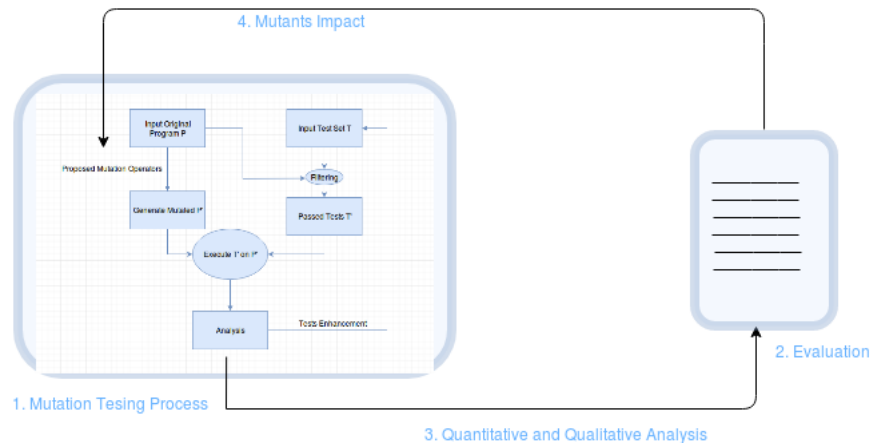 4. Mutants Impact
Input Original
Program P
Input Test Set T
Proposed Mutation Operators
Filtering
Generate Mutated P'
Passed Tests T'
Execute T' on P'
Analysis
Tests Enhancement
2. Evaluation
1. Mutation Tesing Process
3. Quantitative and Qualitative Analysis